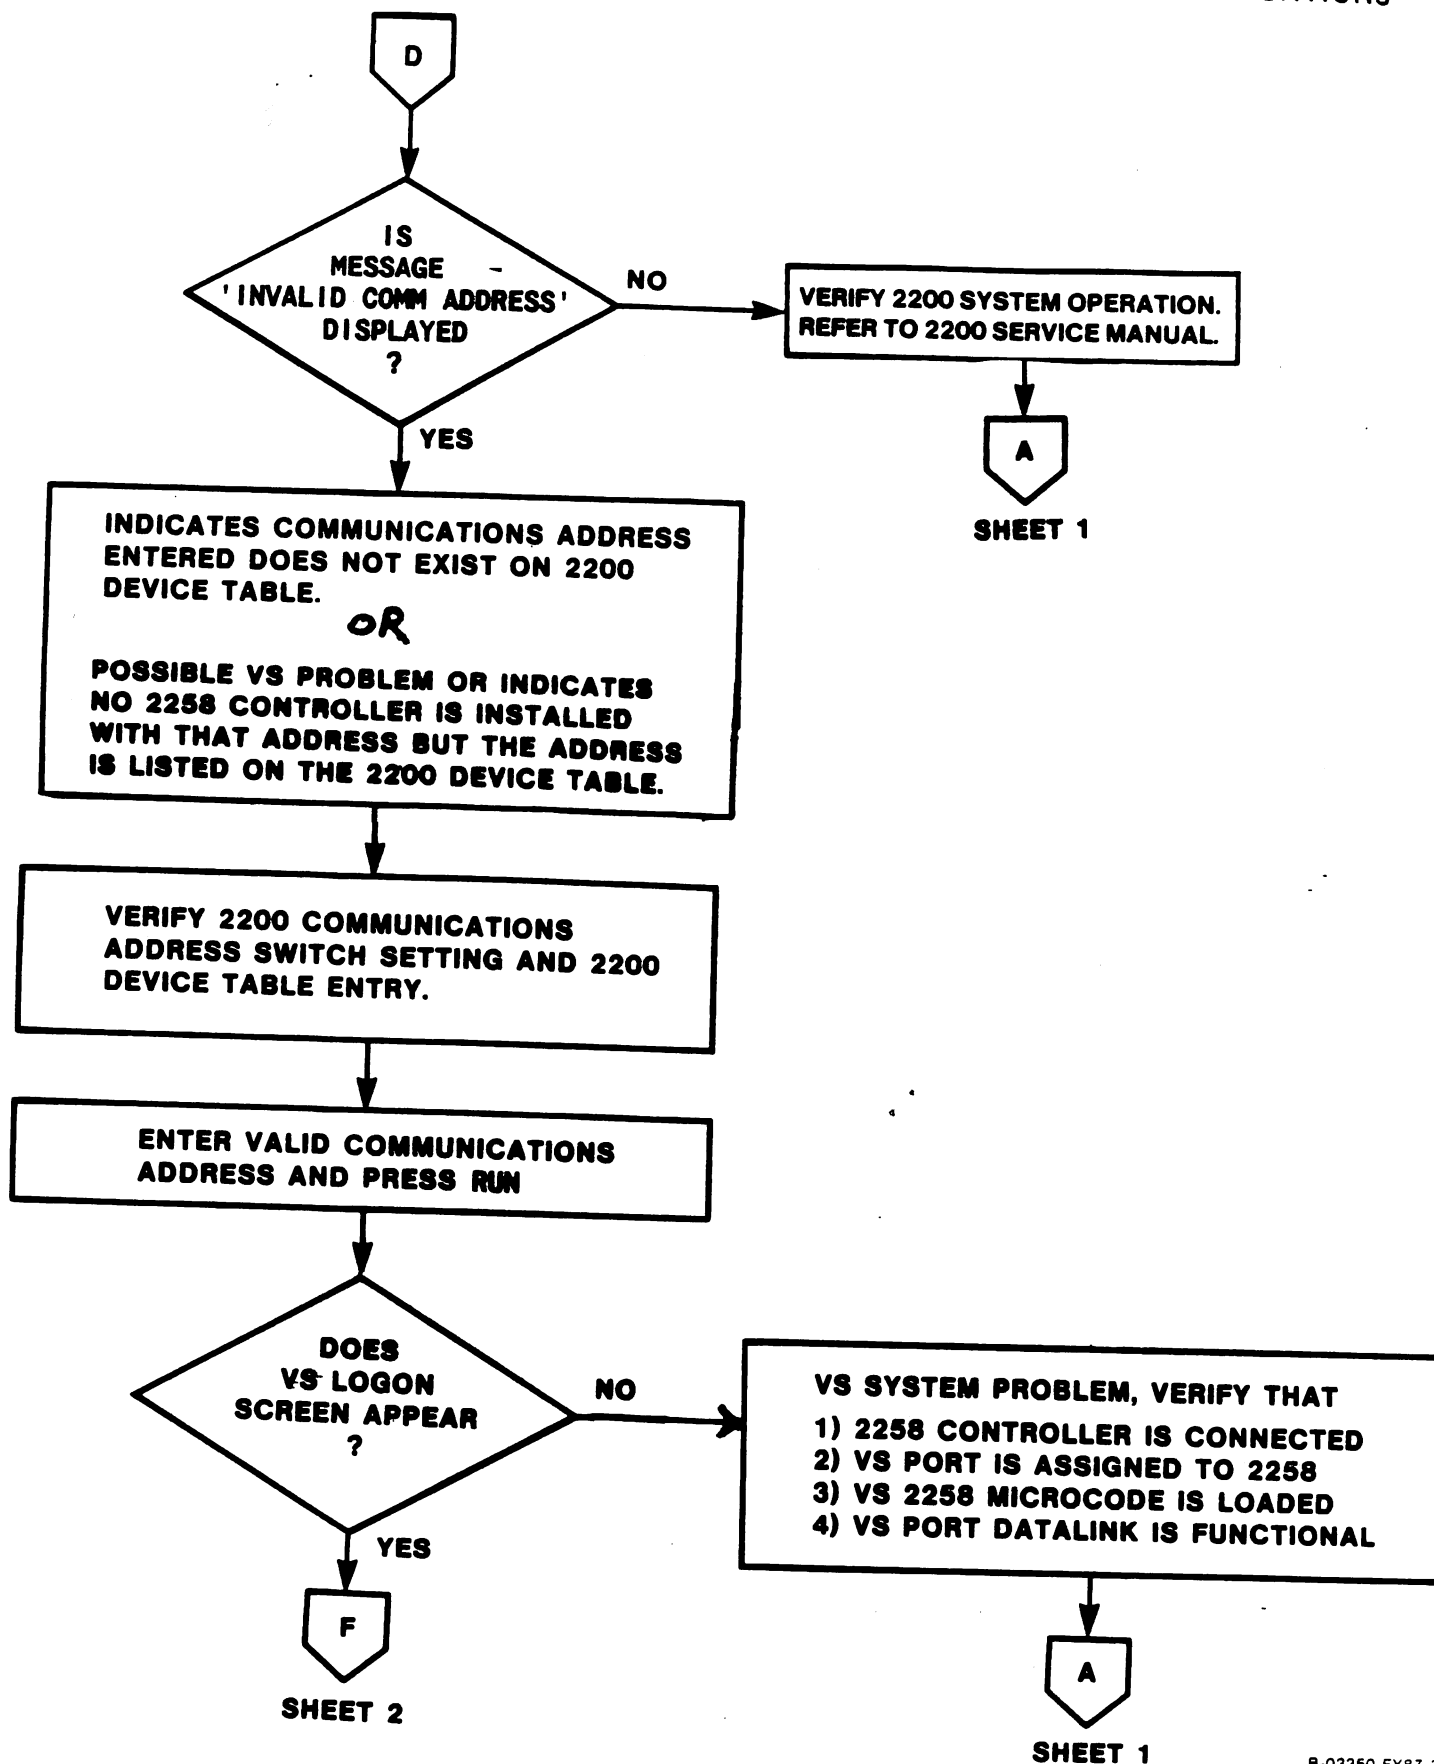 D
IS
MESSAGE
'INVALID COMM ADDRESS'
DISPLAYED
?
NO
VERIFY 2200 SYSTEM OPERATION.
REFER TO 2200 SERVICE MANUAL.
A
SHEET 1
YES
INDICATES COMMUNICATIONS ADDRESS
ENTERED DOES NOT EXIST ON 2200
DEVICE TABLE.
OR
POSSIBLE VS PROBLEM OR INDICATES
NO 2258 CONTROLLER IS INSTALLED
WITH THAT ADDRESS BUT THE ADDRESS
IS LISTED ON THE 2200 DEVICE TABLE.
VERIFY 2200 COMMUNICATIONS
ADDRESS SWITCH SETTING AND 2200
DEVICE TABLE ENTRY.
ENTER VALID COMMUNICATIONS
ADDRESS AND PRESS RUN
DOES
VS LOGON
SCREEN APPEAR
?
NO
VS SYSTEM PROBLEM, VERIFY THAT
1) 2258 CONTROLLER IS CONNECTED
2) VS PORT IS ASSIGNED TO 2258
3) VS 2258 MICROCODE IS LOADED
4) VS PORT DATALINK IS FUNCTIONAL
YES
F
SHEET 2
A
SHEET 1